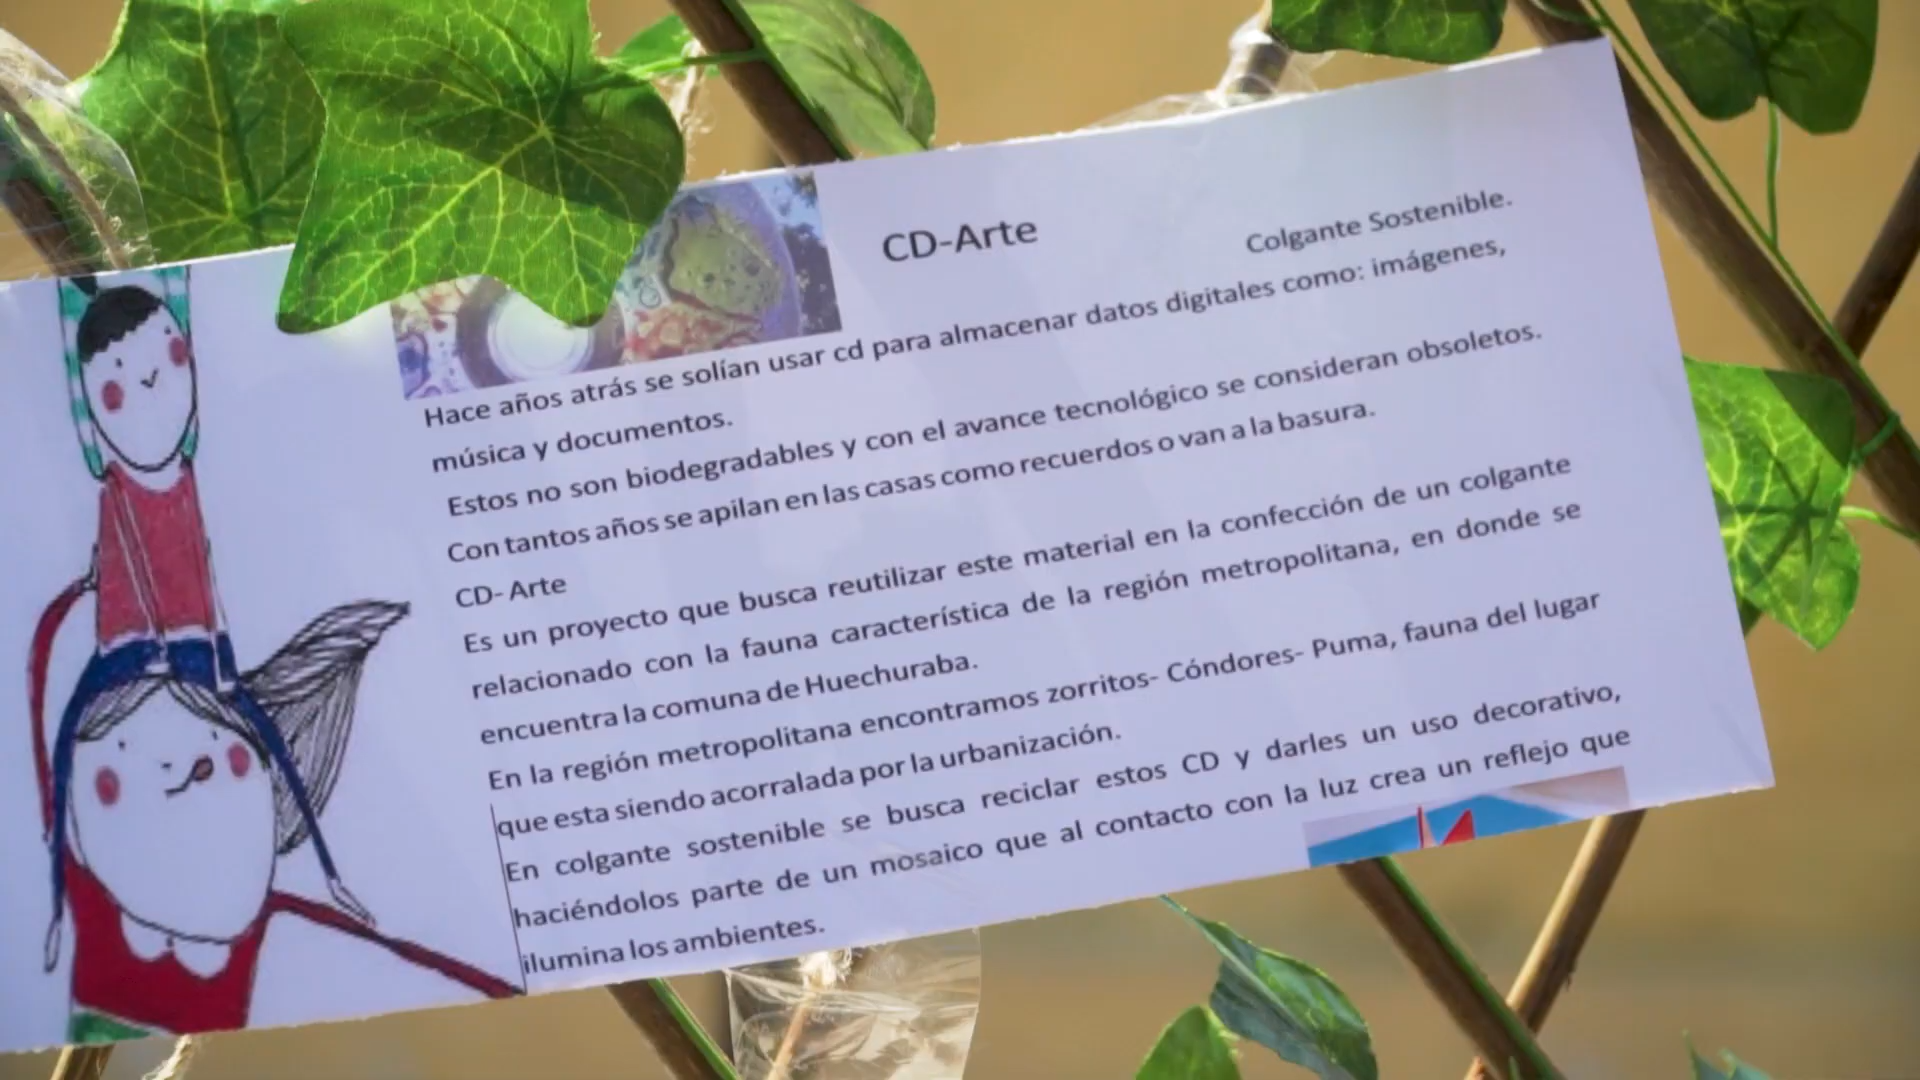 CD-Arte
Colgante Sostenible.
Hace años atrás se solían usar cd para almacenar datos digitales como: imágenes,
música y documentos.
Estos no son biodegradables y con el avance tecnológico se consideran obsoletos.
Con tantos años se apilan en las casas como recuerdos o van a la basura.
CD- Arte
Es un proyecto que busca reutilizar este material en la confección de un colgante
relacionado con la fauna característica de la región metropolitana, en donde se
encuentra la comuna de Huechuraba.
En la región metropolitana encontramos zorritos- Cóndores- Puma, fauna del lugar
que esta siendo acorralada por la urbanización.
En colgante sostenible se busca reciclar estos CD y darles un uso decorativo,
haciéndolos parte de un mosaico que al contacto con la luz crea un reflejo que
ilumina los ambientes.